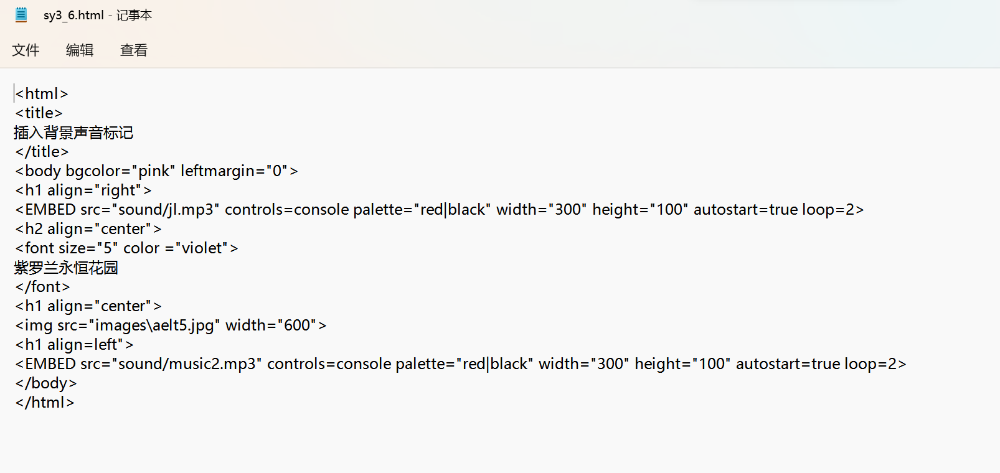 sy3_6.html - 记事本
文件 编辑 查看
<html>
<title>
插入背景声音标记
</title>
<body bgcolor="pink" leftmargin="0">
<h1 align="right">
<EMBED src="sound/jl.mp3" controls=console palette="red|black" width="300" height="100" autostart=true loop=2>
<h2 align="center">
<font size="5" color ="violet">
紫罗兰永恒花园
</font>
<h1 align="center">
<img src="images\aelt5.jpg" width="600">
<h1 align=left">
<EMBED src="sound/music2.mp3" controls=console palette="red|black" width="300" height="100" autostart=true loop=2>
</body>
</html>